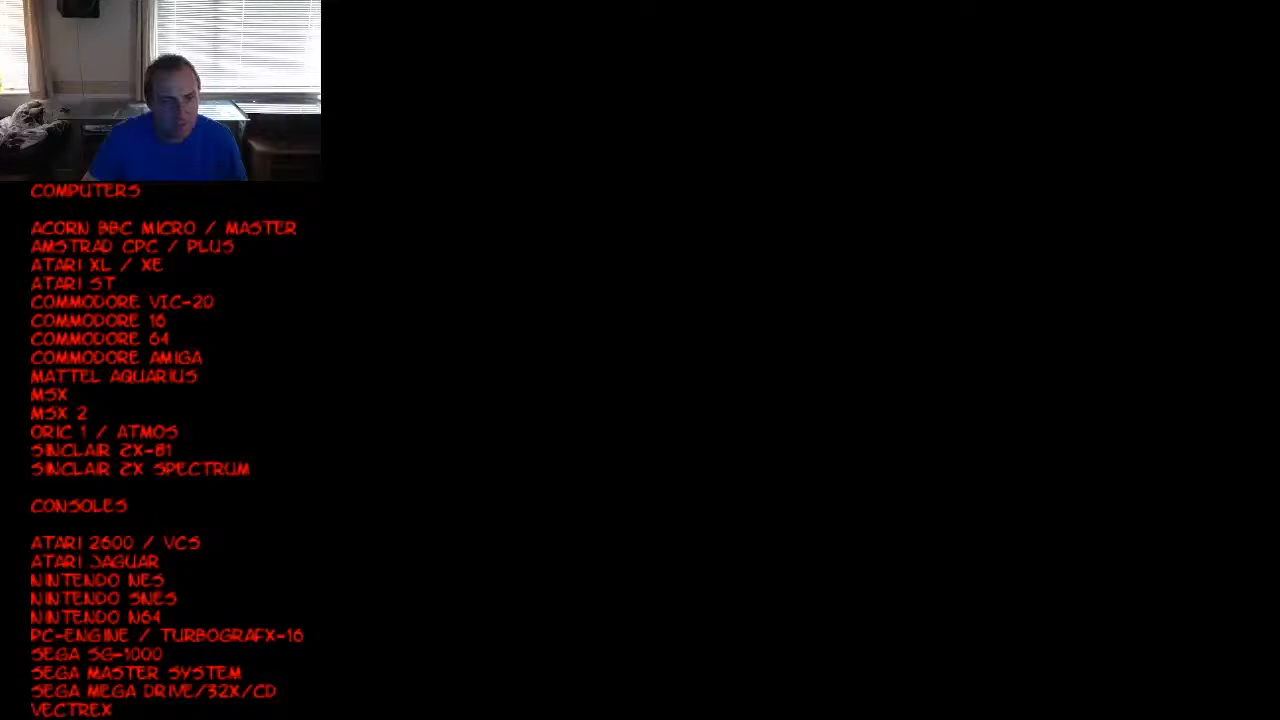 COMPUTERS
ACORN BBC MICRO / MASTER
AMSTRAD CPC / PLUS
ATARI XL / XE
ATARI ST
COMMODORE VIC-20
COMMODORE 16
COMMODORE 64
COMMODORE AMIGA
MATTEL AQUARIUS
MSX
MSX 2
ORIC 1 / ATMOS
SINCLAIR ZX-81
SINCLAIR ZX SPECTRUM
CONSOLES
ATARI 2600 / VCS
ATARI JAGUAR
NINTENDO NES
NINTENDO SNES
NINTENDO N64
PC-ENGINE / TURBOGRAFX-16
SEGA SG-1000
SEGA MASTER SYSTEM
SEGA MEGA DRIVE/32X/CD
VECTREX